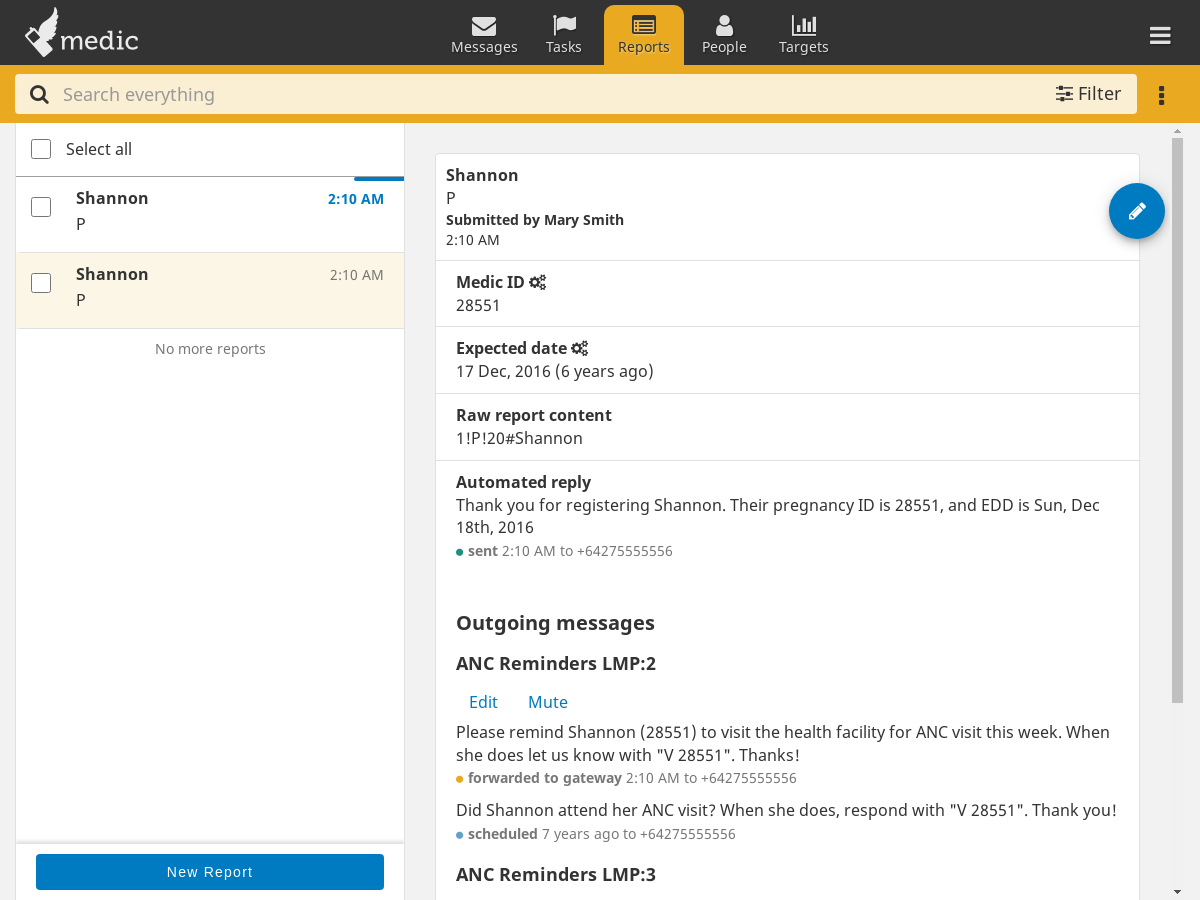 medic
Messages
Tasks
Reports
People
Targets
Search everything
Filter
Select all
Shannon 2:10 AM
P
Shannon 2:10 AM
P
No more reports
New Report
Shannon
P
Submitted by Mary Smith
2:10 AM
Medic ID
28551
Expected date
17 Dec, 2016 (6 years ago)
Raw report content
1!P!20#Shannon
Automated reply
Thank you for registering Shannon. Their pregnancy ID is 28551, and EDD is Sun, Dec
18th, 2016
sent 2:10 AM to +64275555556
Outgoing messages
ANC Reminders LMP:2
Edit Mute
Please remind Shannon (28551) to visit the health facility for ANC visit this week. When
she does let us know with "V 28551". Thanks!
forwarded to gateway 2:10 AM to +64275555556
Did Shannon attend her ANC visit? When she does, respond with "V 28551". Thank you!
scheduled 7 years ago to +64275555556
ANC Reminders LMP:3